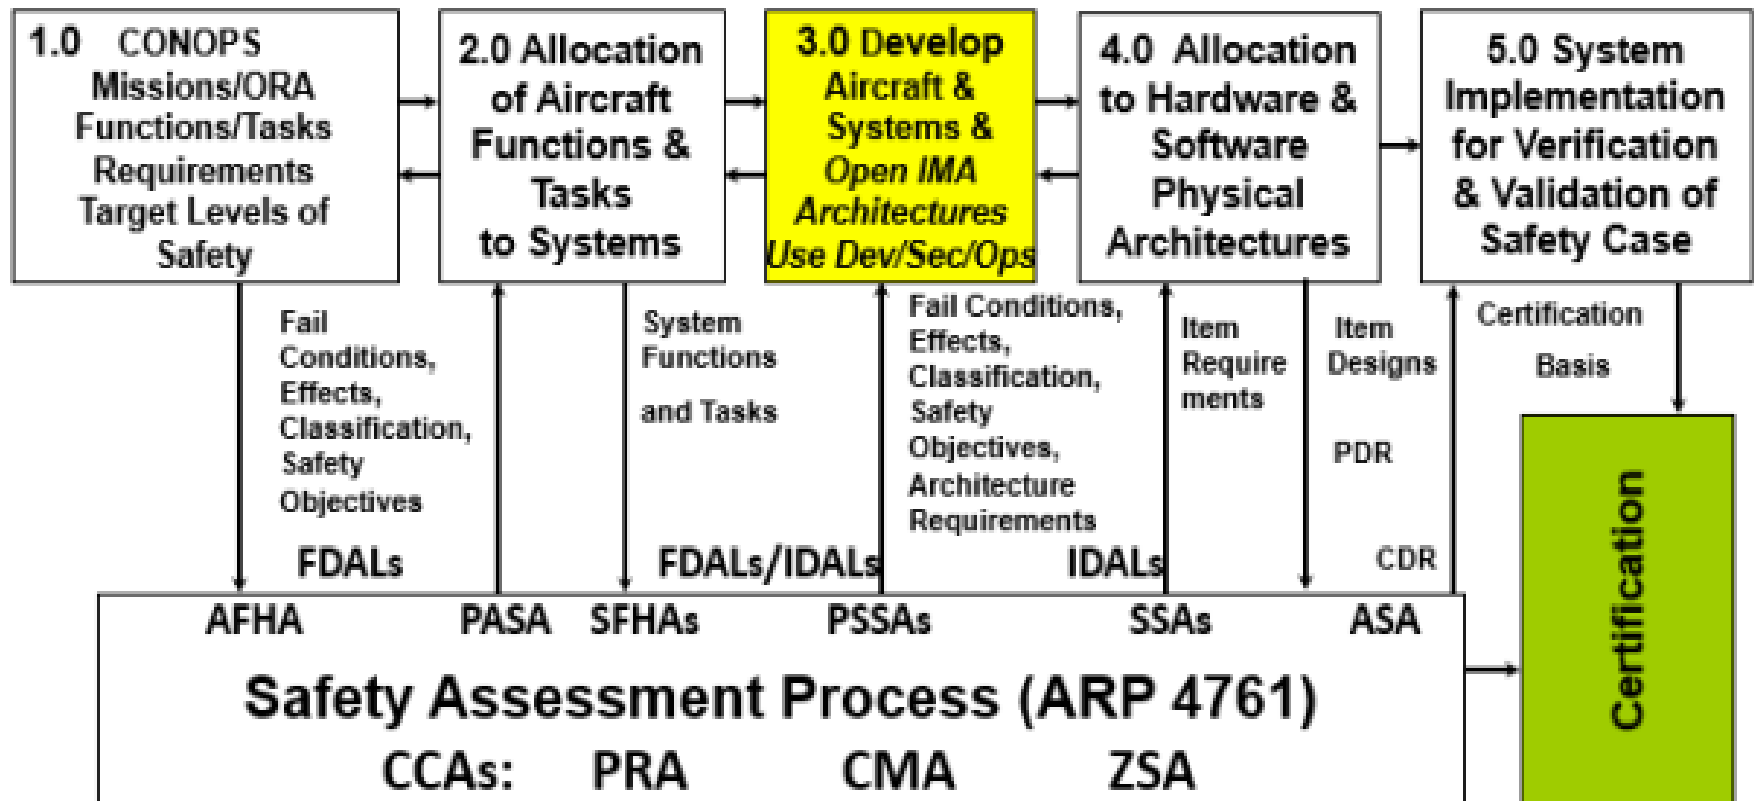 1.0 CONOPS
Missions/ORA
Functions/Tasks
Requirements
Target Levels of
Safety
2.0 Allocation
of Aircraft
Functions &
Tasks
to Systems
3.0 Develop
Aircraft &
Systems &
Open IMA
Architectures
Use Dev/Sec/Ops
4.0 Allocation
to Hardware &
Software
Physical
Architectures
5.0 System
Implementation
for Verification
& Validation of
Safety Case
Fail
Conditions,
Effects,
Classification,
Safety
Objectives
System
Functions
and Tasks
Fail Conditions,
Effects,
Classification,
Safety
Objectives,
Architecture
Requirements
Item
Require
ments
Item
Designs
PDR
CDR
Certification
Basis
FDALs
FDALs/IDALs
IDALs
AFHA
PASA
SFHAs
PSSAs
SSAs
ASA
Safety Assessment Process (ARP 4761)
CCAs: PRA CMA ZSA
Certification